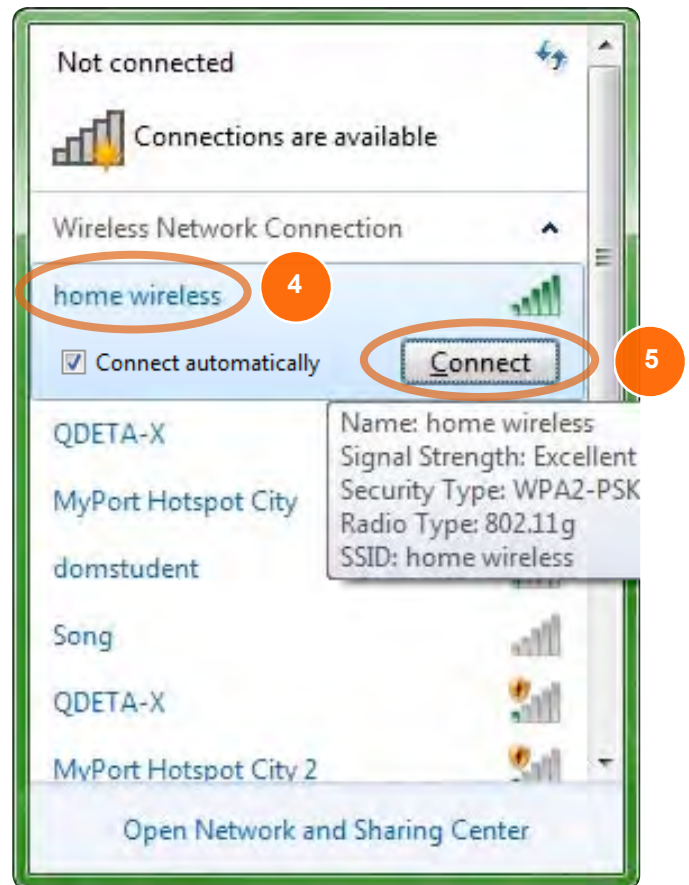 Not connected
Connections are available
Wireless Network Connection
home wireless
4
Connect automatically
Connect
5
QDETA-X
Name: home wireless
Signal Strength: Excellent
Security Type: WPA2-PSK
Radio Type: 802.11g
SSID: home wireless
MyPort Hotspot City
domstudent
Song
QDETA-X
MyPort Hotspot City 2
Open Network and Sharing Center